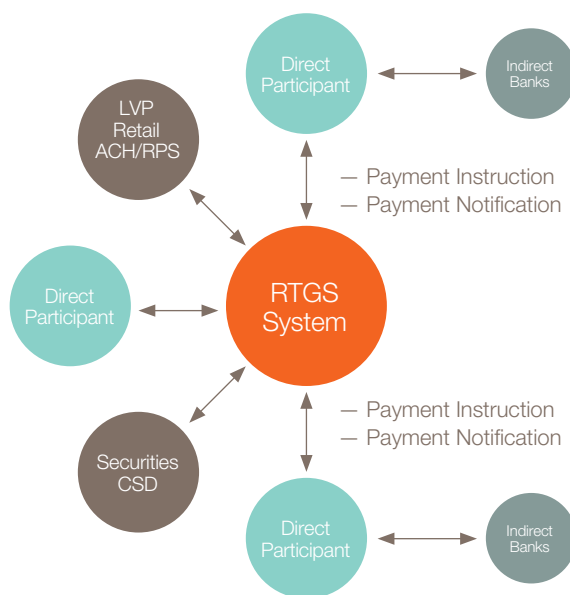 Direct
Participant
Indirect
Banks
LVP
Retail
ACH/RPS
— Payment Instruction
— Payment Notification
Direct
Participant
RTGS
System
— Payment Instruction
— Payment Notification
Securities
CSD
Direct
Participant
Indirect
Banks